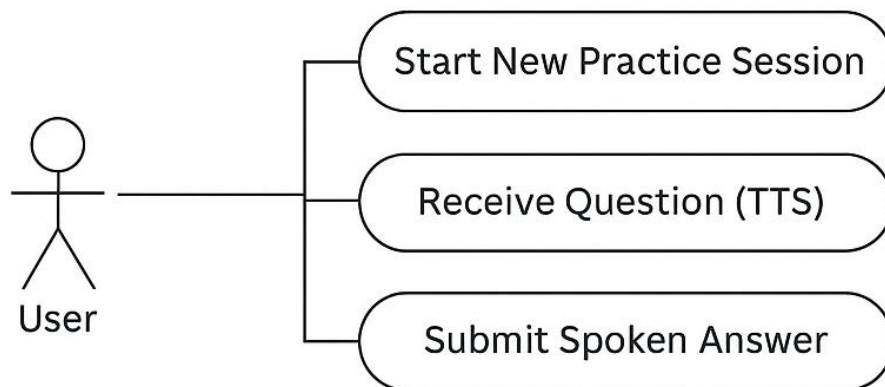 Start New Practice Session
Receive Question (TTS)
Submit Spoken Answer
User